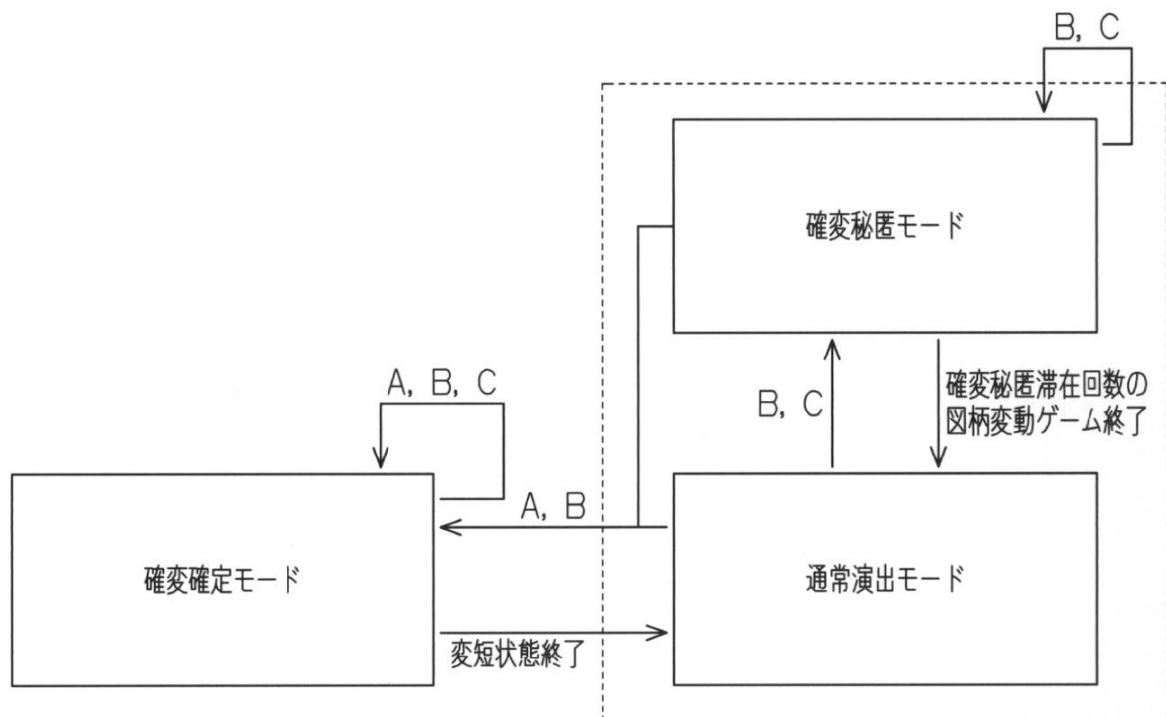 B, C
確変秘匿モード
A, B, C
B, C
確変秘匿滞在回数の
図柄変動ゲーム終了
A, B
確変確定モード
通常演出モード
変短状態終了